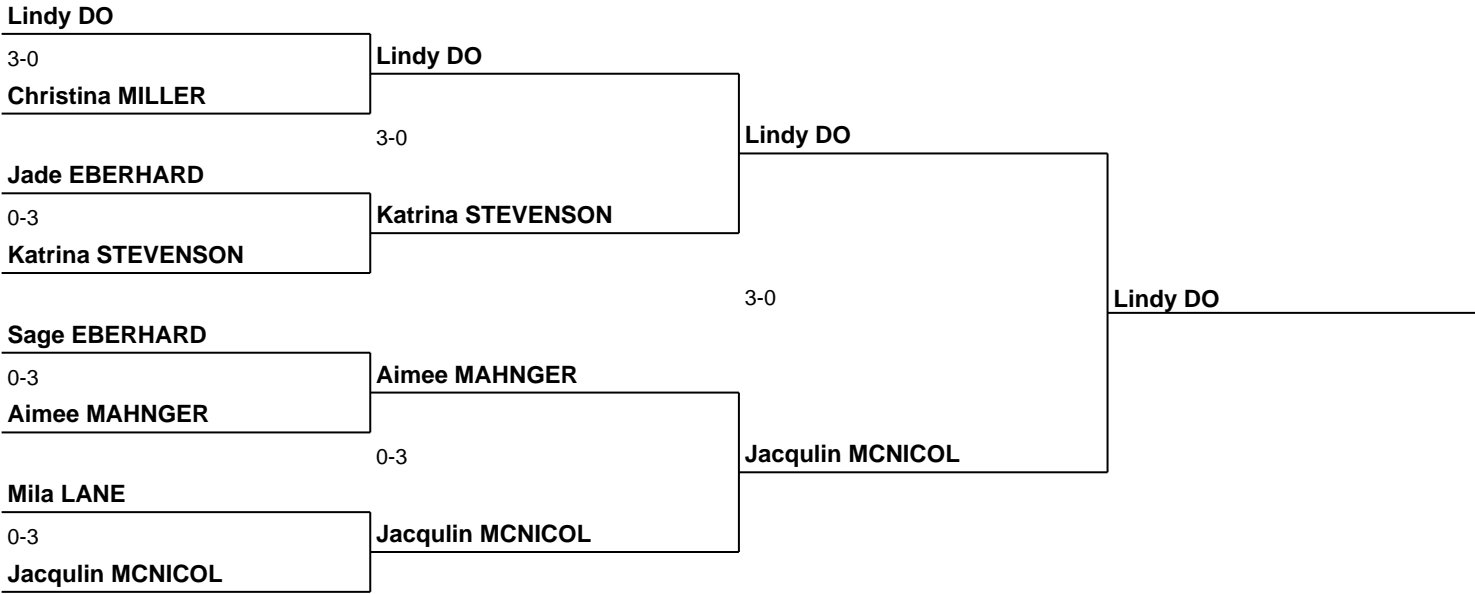 Lindy DO
3-0
Lindy DO
Christina MILLER
3-0
Lindy DO
Jade EBERHARD
0-3
Katrina STEVENSON
Katrina STEVENSON
3-0
Lindy DO
Sage EBERHARD
0-3
Aimee MAHNGER
Aimee MAHNGER
0-3
Jacqulin MCNICOL
Mila LANE
0-3
Jacqulin MCNICOL
Jacqulin MCNICOL